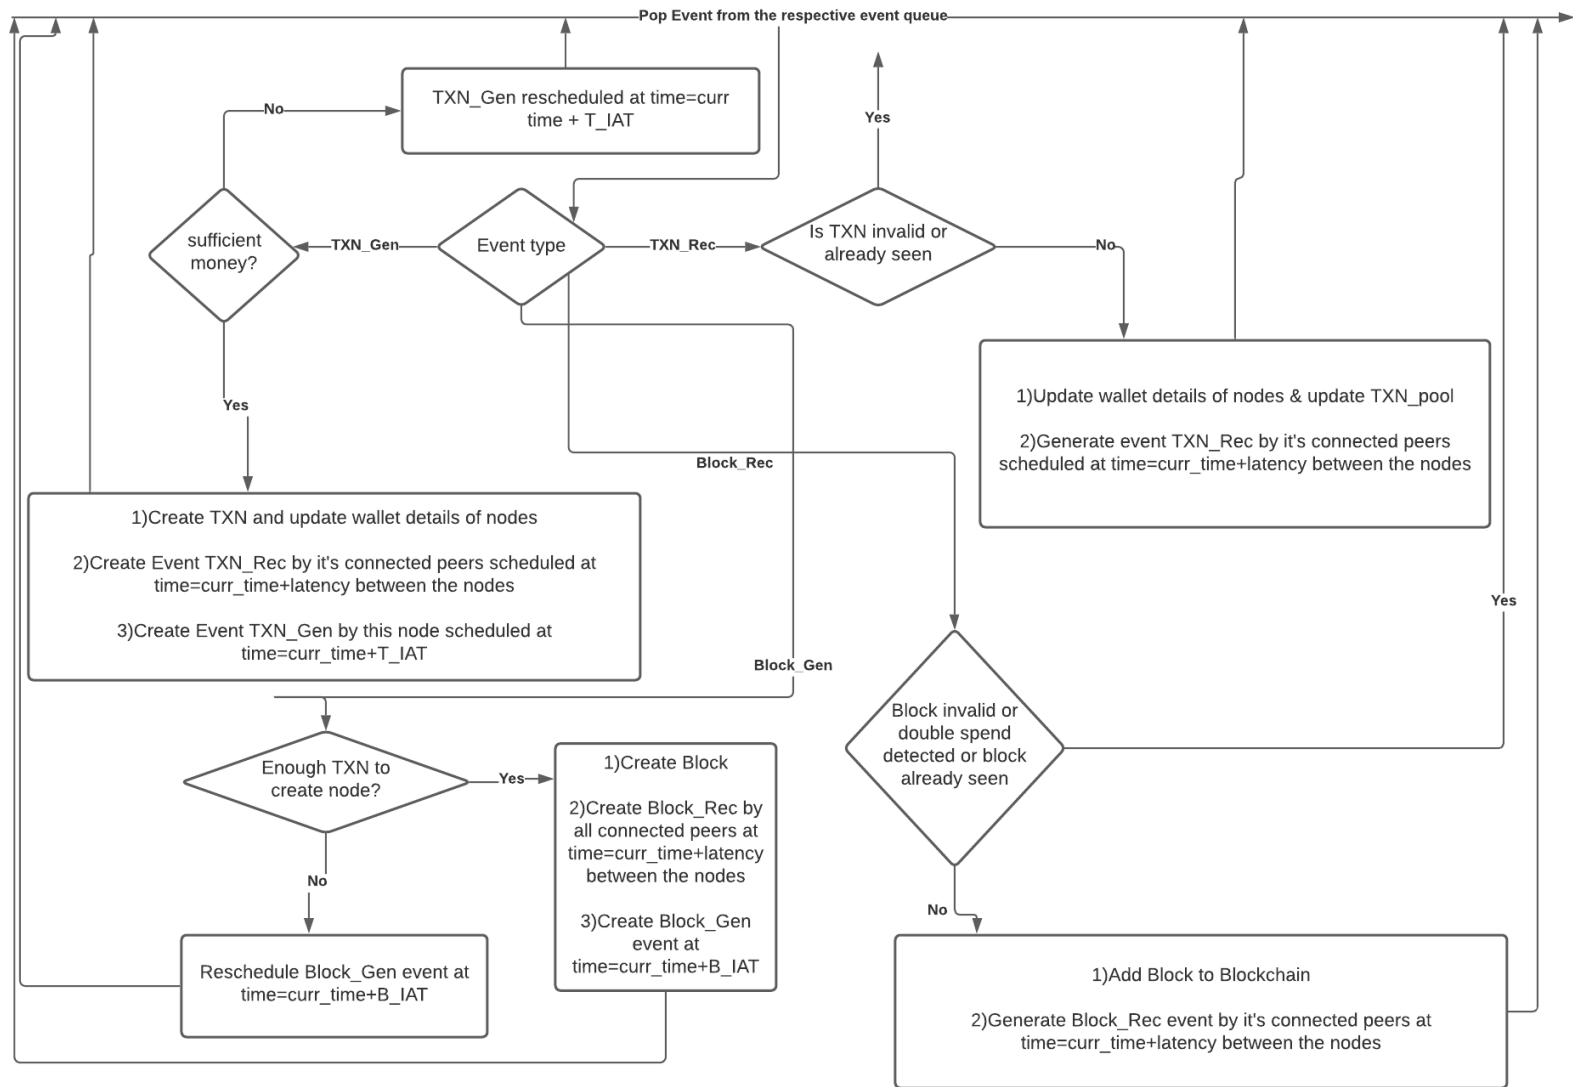 Pop Event from the respective event queue
TXN_Gen rescheduled at time=curr
time + T_IAT
No
Yes
sufficient
money?
TXN_Gen
Event type
TXN_Rec
Is TXN invalid or
already seen
No
Yes
1)Update wallet details of nodes & update TXN_pool
2)Generate event TXN_Rec by it's connected peers
scheduled at time=curr_time+latency between the nodes
Block_Rec
1)Create TXN and update wallet details of nodes
2)Create Event TXN_Rec by it's connected peers scheduled at
time=curr_time+latency between the nodes
3)Create Event TXN_Gen by this node scheduled at
time=curr_time+T_IAT
Yes
Block_Gen
Block invalid or
double spend
detected or block
already seen
Enough TXN to
create node?
Yes
1)Create Block
2)Create Block_Rec by
all connected peers at
time=curr_time+latency
between the nodes
3)Create Block_Gen
event at
time=curr_time+B_IAT
No
No
Reschedule Block_Gen event at
time=curr_time+B_IAT
1)Add Block to Blockchain
2)Generate Block_Rec event by it's connected peers at
time=curr_time+latency between the nodes